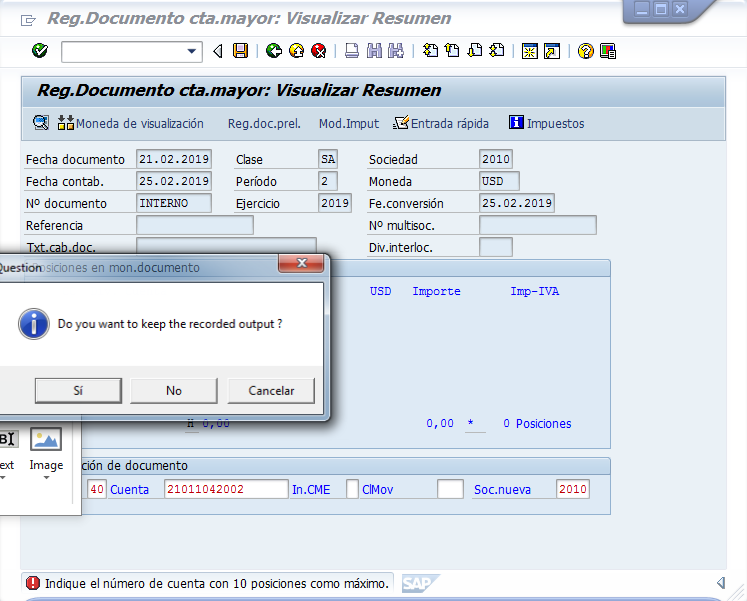 Reg.Documento cta.mayor: Visualizar Resumen
Reg.Documento cta.mayor: Visualizar Resumen
Moneda de visualización Reg.doc.prel. Mod.Imput Entrada rápida Impuestos
Fecha documento 21.02.2019 Clase SA Sociedad 2010
Fecha contab. 25.02.2019 Período 2 Moneda USD
Nº documento INTERNO Ejercicio 2019 Fe.conversión 25.02.2019
Referencia Nº multisoc.
Txt.cab.doc. Div.interloc.
Question Posiciones en mon.documento
USD Importe Imp-IVA
Do you want to keep the recorded output ?
Sí No Cancelar
H 0,00 0,00 * 0 Posiciones
Image
ción de documento
40 Cuenta 21011042002 In.CME ClMov Soc.nueva 2010
Indique el número de cuenta con 10 posiciones como máximo. SAP